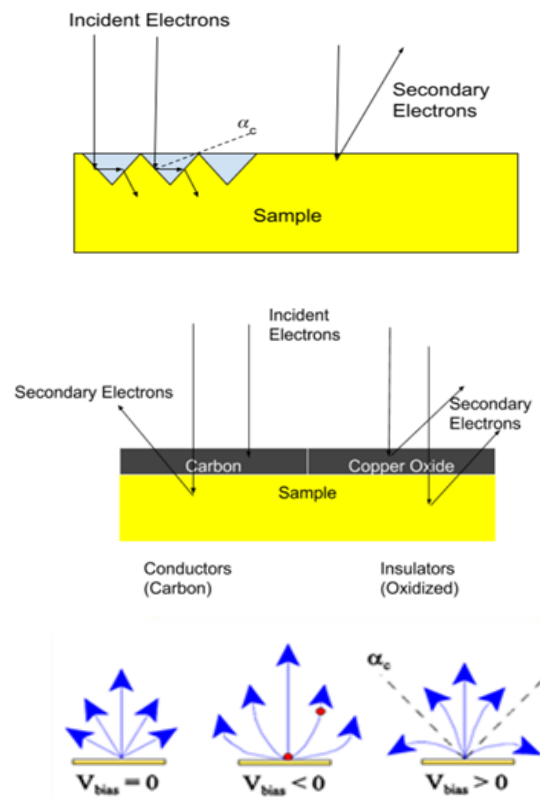 Incident Electrons
α_c
Secondary
Electrons
Sample
Incident
Electrons
Secondary Electrons
Secondary
Electrons
Carbon
Copper Oxide
Sample
Conductors
(Carbon)
Insulators
(Oxidized)
α_c
V_bias = 0
V_bias < 0
V_bias > 0